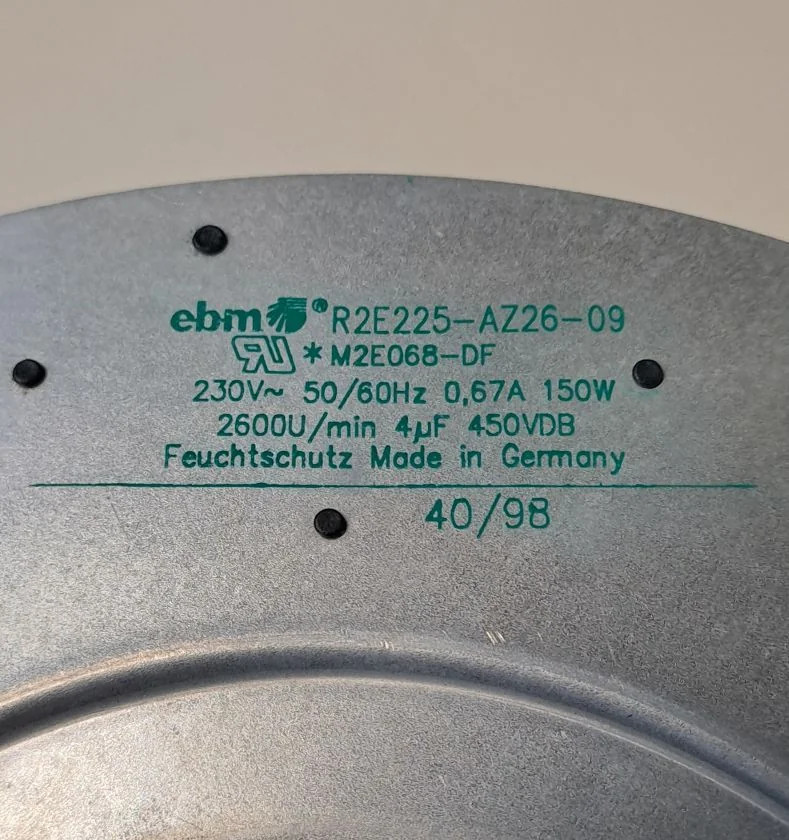 ebm R2E225-AZ26-09
RU *M2E068-DF
230V~ 50/60Hz 0,67A 150W
2600U/min 4µF 450VDB
Feuchtschutz Made in Germany
40/98